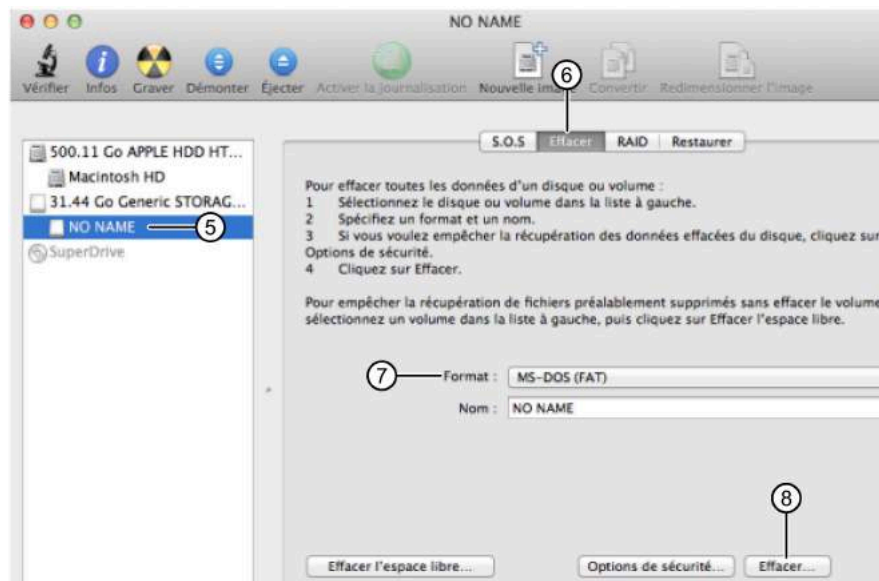 NO NAME
Vérifier Infos Graver Démonter Éjecter Activer la journalisation Nouvelle image Convertir Redimensionner l'image
6
S.O.S Effacer RAID Restaurer
500.11 Go APPLE HDD HT...
Macintosh HD
31.44 Go Generic STORAG...
NO NAME 5
SuperDrive
Pour effacer toutes les données d'un disque ou volume :
1 Sélectionnez le disque ou volume dans la liste à gauche.
2 Spécifiez un format et un nom.
3 Si vous voulez empêcher la récupération des données effacées du disque, cliquez sur
Options de sécurité.
4 Cliquez sur Effacer.
Pour empêcher la récupération de fichiers préalablement supprimés sans effacer le volume
sélectionnez un volume dans la liste à gauche, puis cliquez sur Effacer l'espace libre.
7 Format : MS-DOS (FAT)
Nom : NO NAME
8
Effacer l'espace libre... Options de sécurité... Effacer...